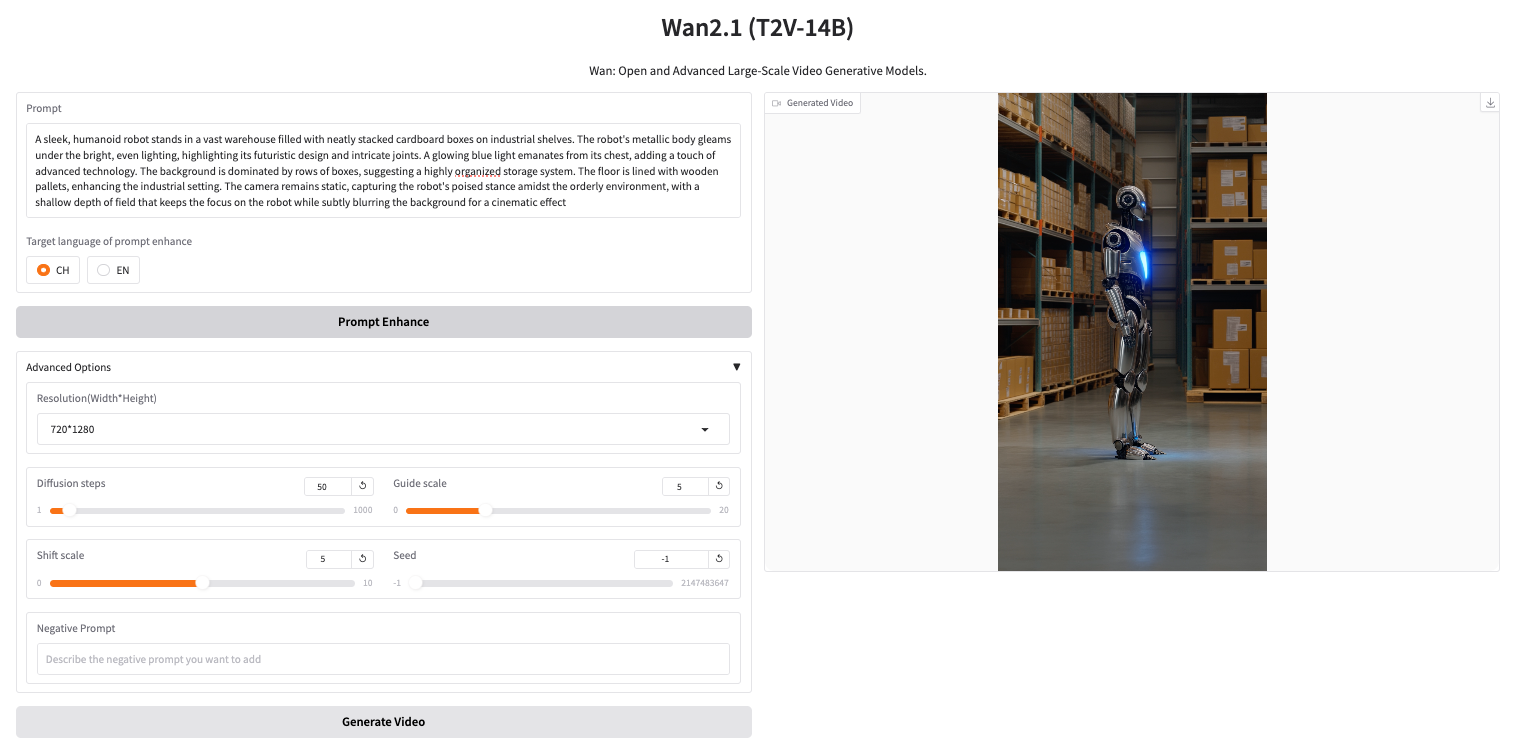 Wan2.1 (T2V-14B)
Wan: Open and Advanced Large-Scale Video Generative Models.
Prompt
A sleek, humanoid robot stands in a vast warehouse filled with neatly stacked cardboard boxes on industrial shelves. The robot's metallic body gleams
under the bright, even lighting, highlighting its futuristic design and intricate joints. A glowing blue light emanates from its chest, adding a touch of
advanced technology. The background is dominated by rows of boxes, suggesting a highly organized storage system. The floor is lined with wooden
pallets, enhancing the industrial setting. The camera remains static, capturing the robot's poised stance amidst the orderly environment, with a
shallow depth of field that keeps the focus on the robot while subtly blurring the background for a cinematic effect
Target language of prompt enhance
CH EN
Prompt Enhance
Advanced Options ▼
Resolution(Width*Height)
720*1280
Diffusion steps 50
1 1000
Guide scale 5
0 20
Shift scale 5
0 10
Seed -1
-1 2147483647
Negative Prompt
Describe the negative prompt you want to add
Generate Video
Generated Video